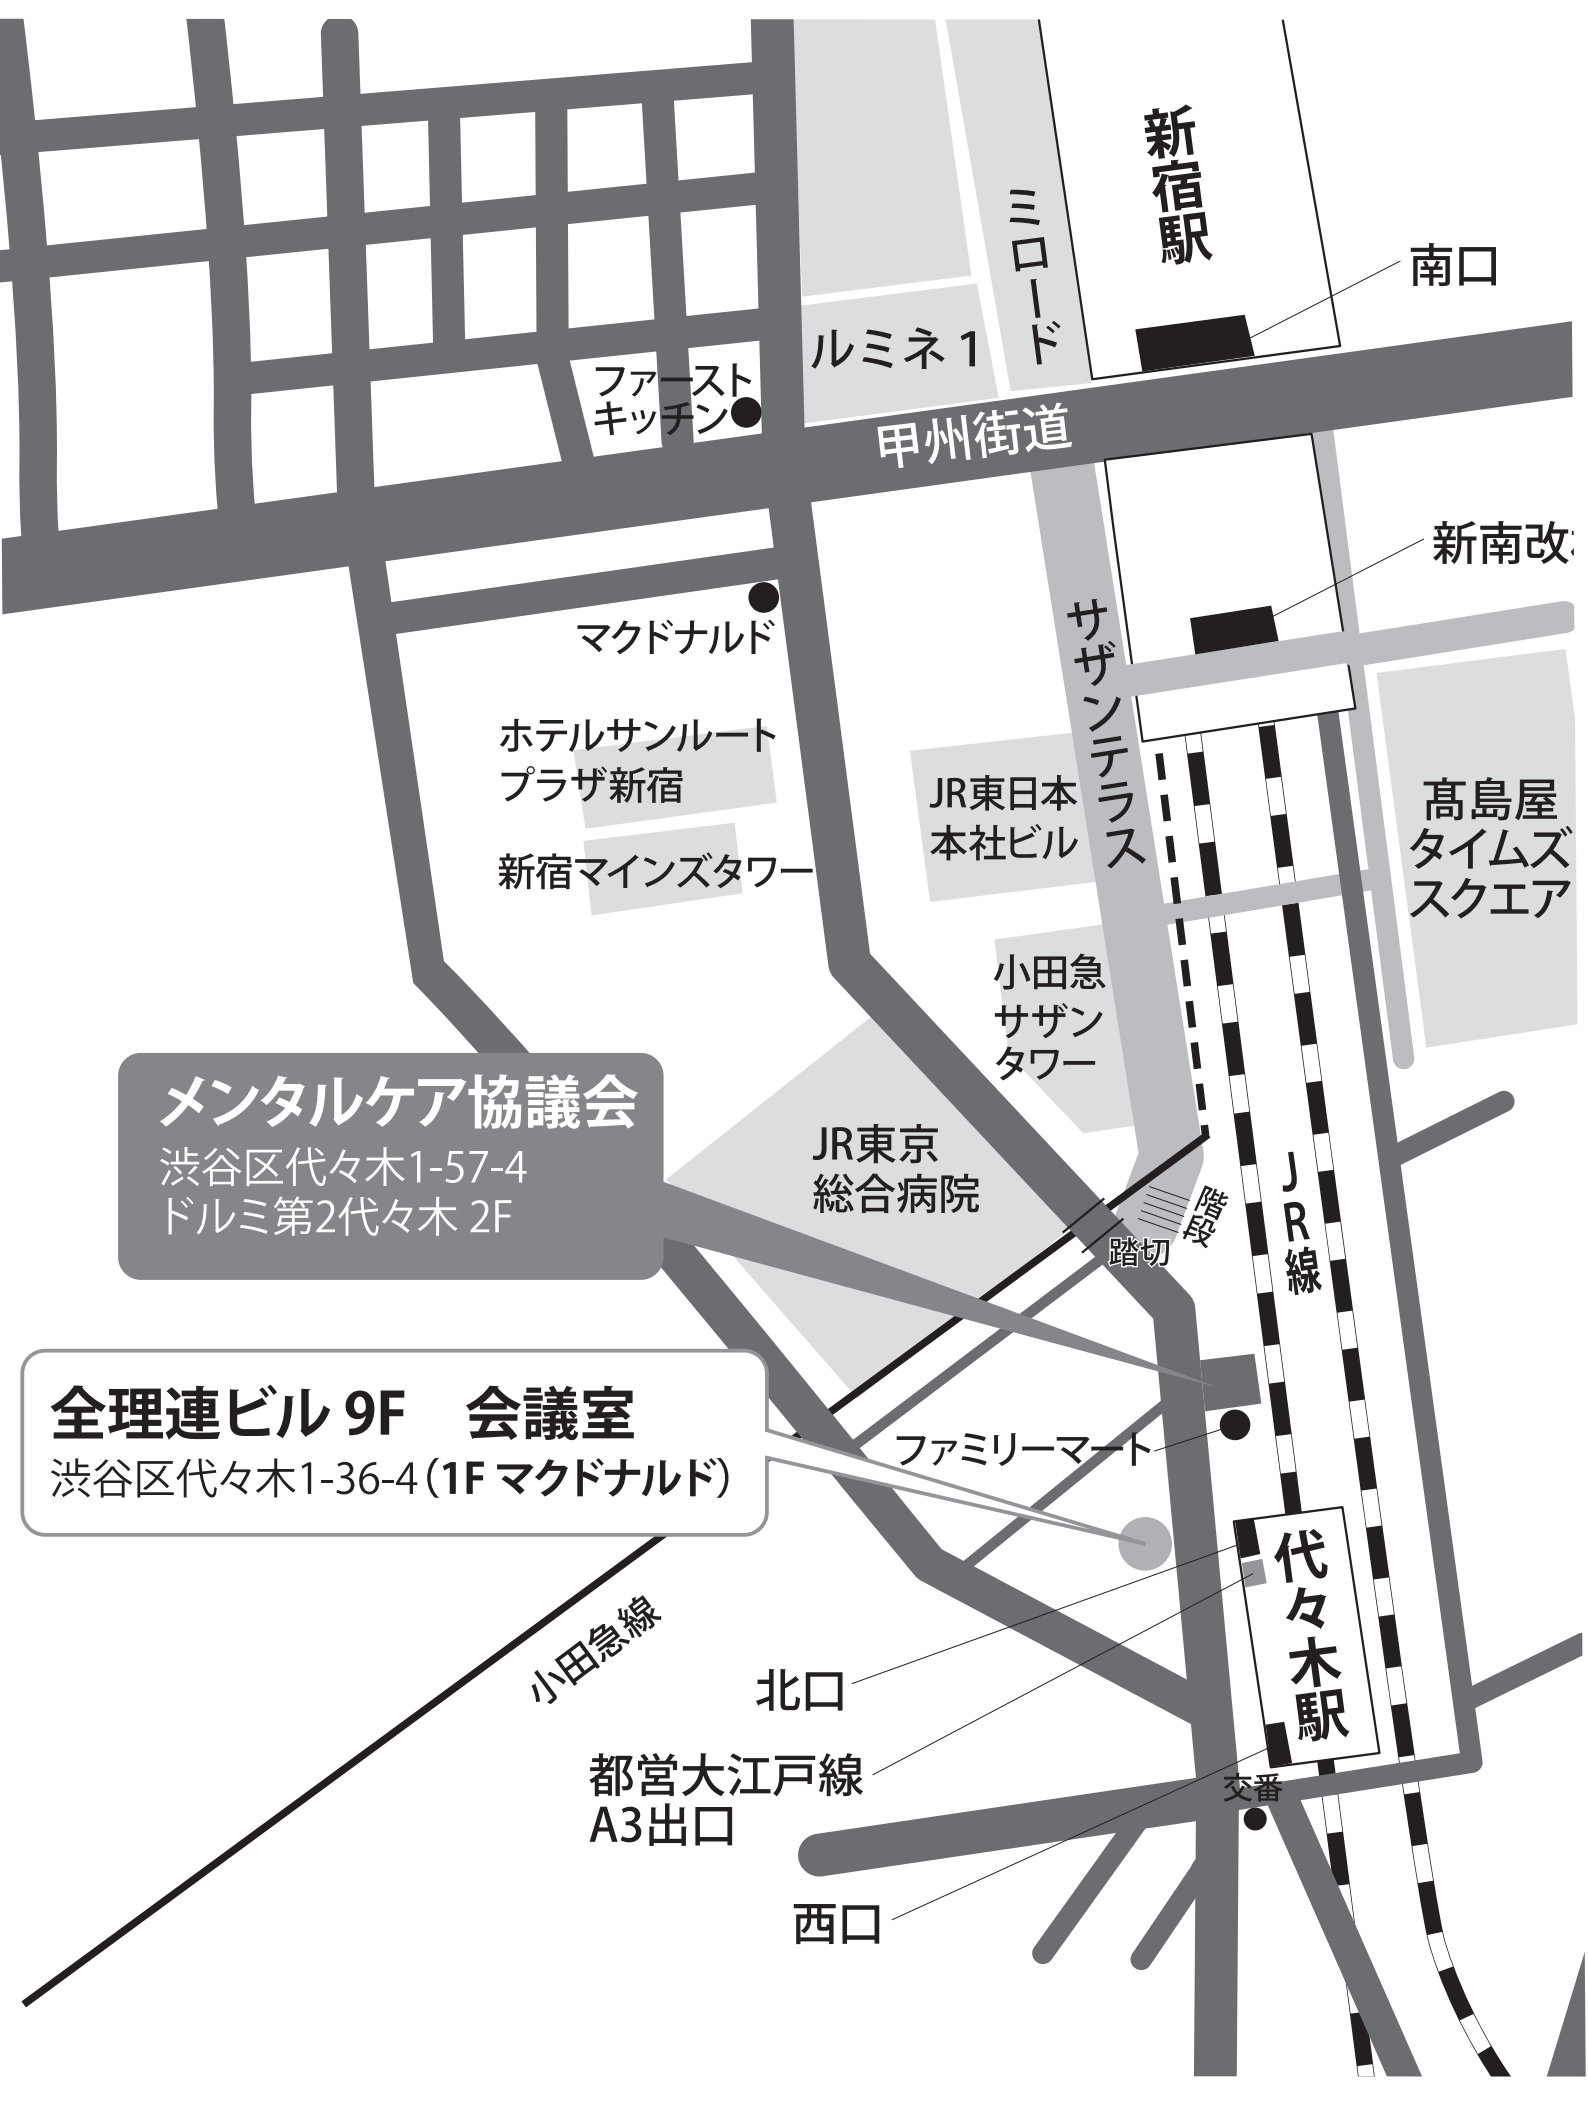 新宿駅
ミロード
南口
ルミネ 1
ファースト
キッチン
甲州街道
新南改
マクドナルド
サザンテラス
ホテルサンルート
プラザ新宿
新宿マインズタワー
JR東日本
本社ビル
髙島屋
タイムズ
スクエア
小田急
サザン
タワー
メンタルケア協議会
渋谷区代々木1-57-4
ドルミ第2代々木 2F
JR東京
総合病院
階段
踏切
JR線
全理連ビル 9F　会議室
渋谷区代々木1-36-4(1F マクドナルド)
ファミリーマート
代々木駅
小田急線
北口
都営大江戸線
A3出口
交番
西口